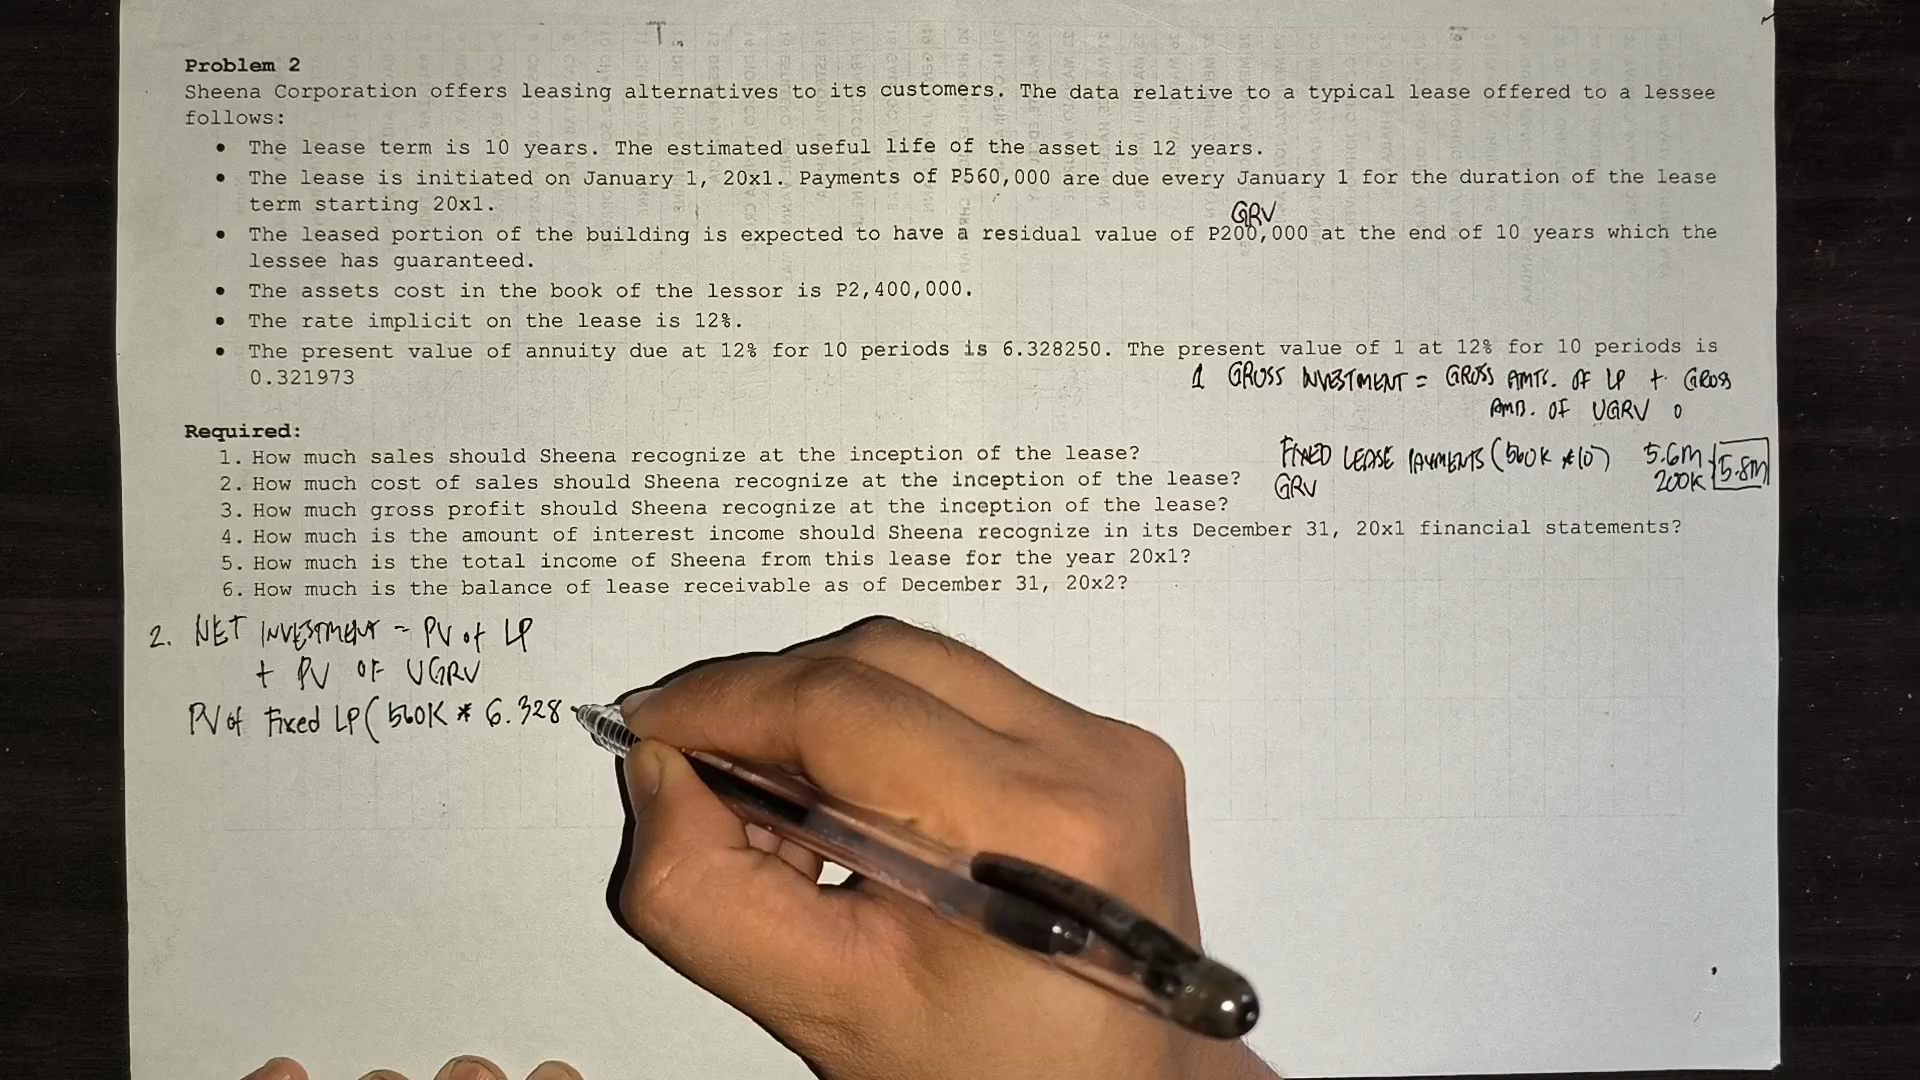 Problem 2
Sheena Corporation offers leasing alternatives to its customers. The data relative to a typical lease offered to a lessee
follows:
• The lease term is 10 years. The estimated useful life of the asset is 12 years.
• The lease is initiated on January 1, 20x1. Payments of P560,000 are due every January 1 for the duration of the lease
term starting 20x1.
GRV
• The leased portion of the building is expected to have a residual value of P200,000 at the end of 10 years which the
lessee has guaranteed.
• The assets cost in the book of the lessor is P2,400,000.
• The rate implicit on the lease is 12%.
• The present value of annuity due at 12% for 10 periods is 6.328250. The present value of 1 at 12% for 10 periods is
0.321973
1 GROSS INVESTMENT = GROSS AMTS. OF LP + GROSS
AMT. OF UGRV 0
Required:
1. How much sales should Sheena recognize at the inception of the lease?
2. How much cost of sales should Sheena recognize at the inception of the lease?
3. How much gross profit should Sheena recognize at the inception of the lease?
4. How much is the amount of interest income should Sheena recognize in its December 31, 20x1 financial statements?
5. How much is the total income of Sheena from this lease for the year 20x1?
6. How much is the balance of lease receivable as of December 31, 20x2?
FIXED LEASE PAYMENTS (560K *10) 5.6M
GRV 200K 5.8M
2. NET INVESTMENT = PV of LP
+ PV OF UGRV
PV of Fixed LP (560K * 6.328